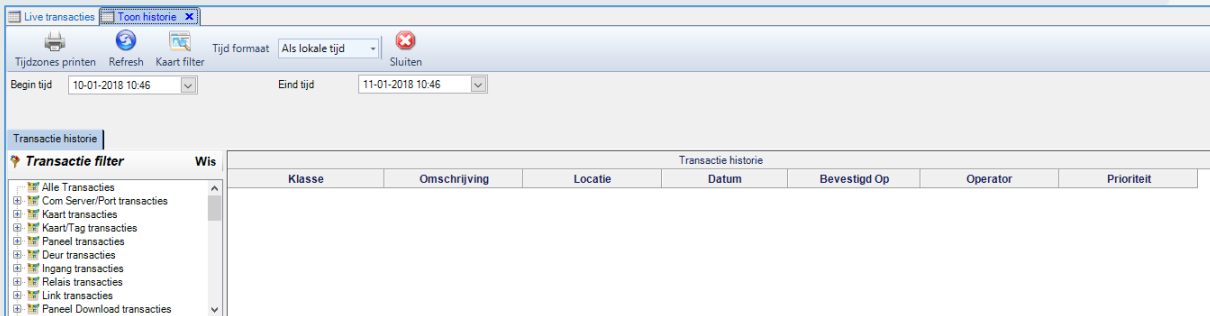 Live transacties Toon historie X
Tijdzones printen Refresh Kaart filter Tijd formaat Als lokale tijd Sluiten
Begin tijd 10-01-2018 10:46 Eind tijd 11-01-2018 10:46
Transactie historie
Transactie filter Wis Transactie historie
Klasse Omschrijving Locatie Datum Bevestigd Op Operator Prioriteit
Alle Transacties
Com Server/Port transacties
Kaart transacties
Kaart/Tag transacties
Paneel transacties
Deur transacties
Ingang transacties
Relais transacties
Link transacties
Paneel Download transacties